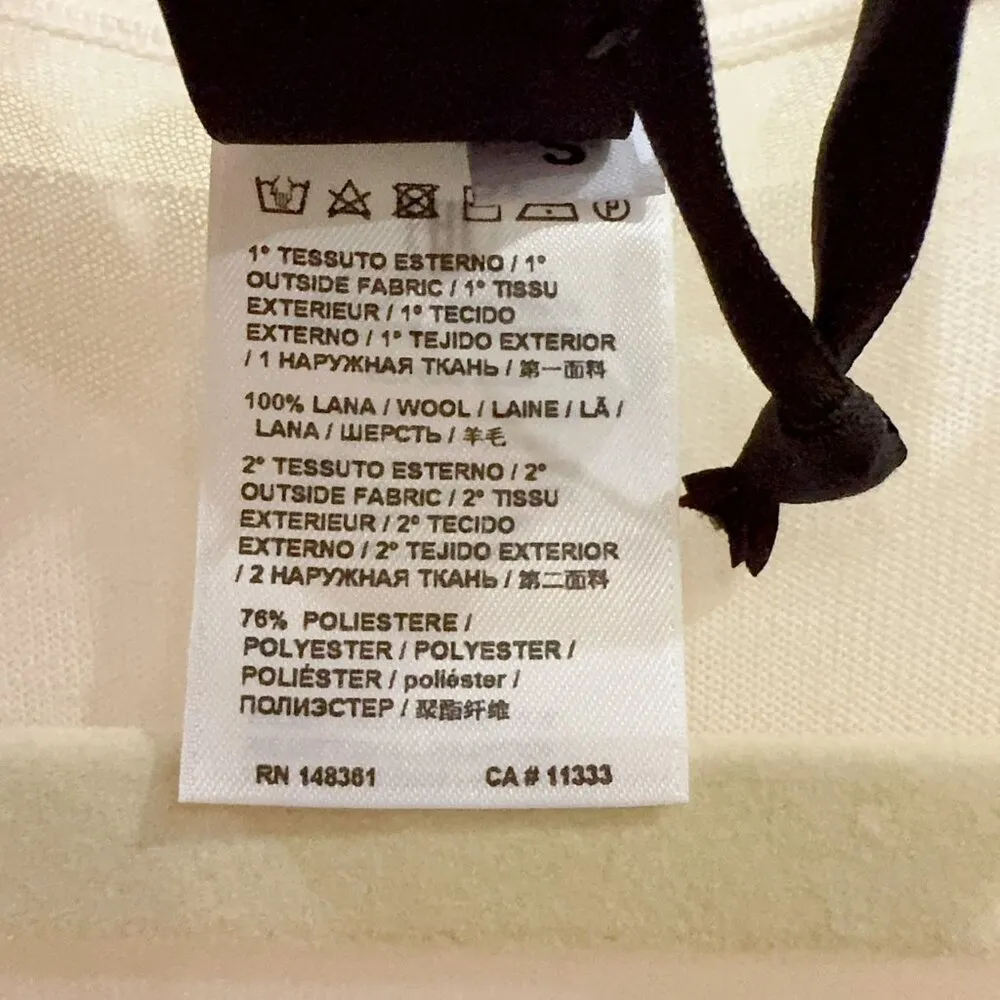 S
P
1° TESSUTO ESTERNO / 1°
OUTSIDE FABRIC / 1° TISSU
EXTERIEUR / 1° TECIDO
EXTERNO / 1° TEJIDO EXTERIOR
/ 1 НАРУЖНАЯ ТКАНЬ / 第一面料
100% LANA / WOOL / LAINE / LÃ /
LANA / ШЕРСТЬ / 羊毛
2° TESSUTO ESTERNO / 2°
OUTSIDE FABRIC / 2° TISSU
EXTERIEUR / 2° TECIDO
EXTERNO / 2° TEJIDO EXTERIOR
/ 2 НАРУЖНАЯ ТКАНЬ / 第二面料
76% POLIESTERE /
POLYESTER / POLYESTER /
POLIÉSTER / poliéster /
ПОЛИЭСТЕР / 聚酯纤维
RN 148361 CA # 11333